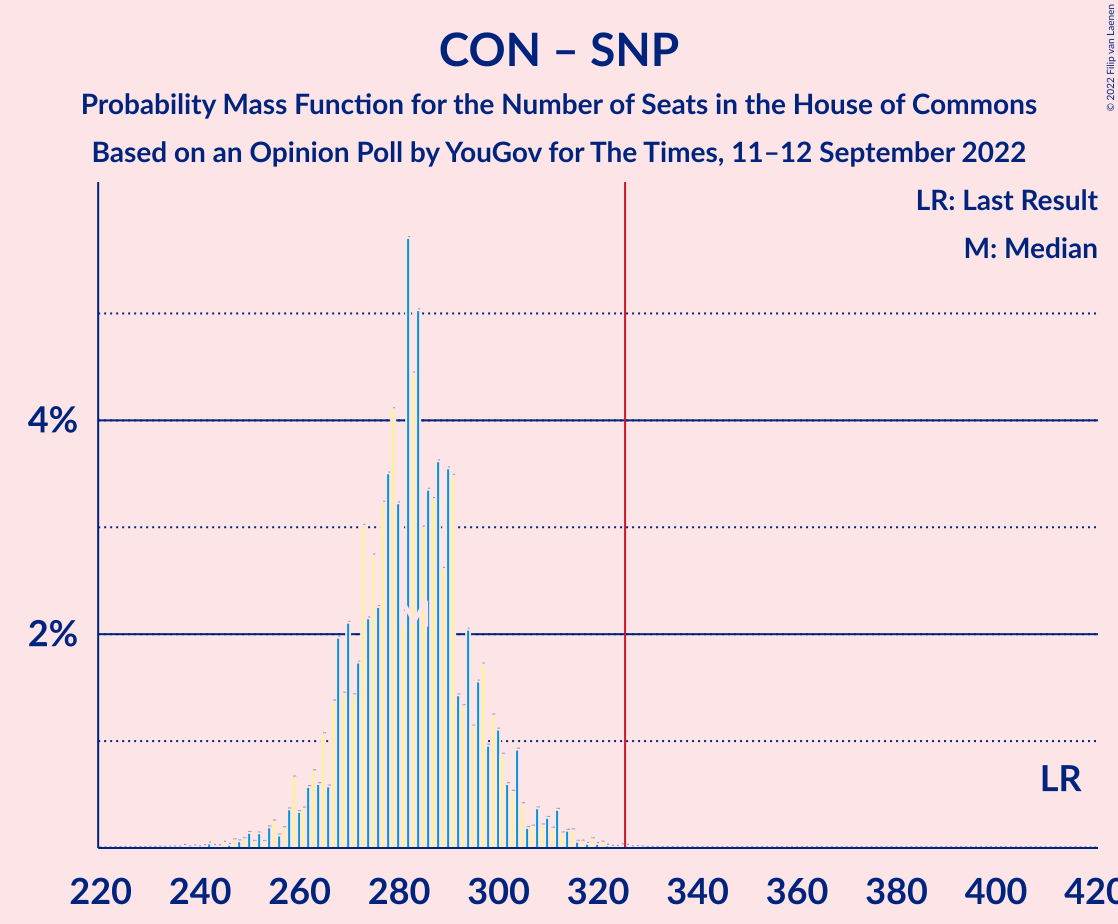 CON – SNP
Probability Mass Function for the Number of Seats in the House of Commons
Based on an Opinion Poll by YouGov for The Times, 11–12 September 2022
© 2022 Filip van Laenen
LR: Last Result
M: Median
4%
2%
M
LR
220 240 260 280 300 320 340 360 380 400 420